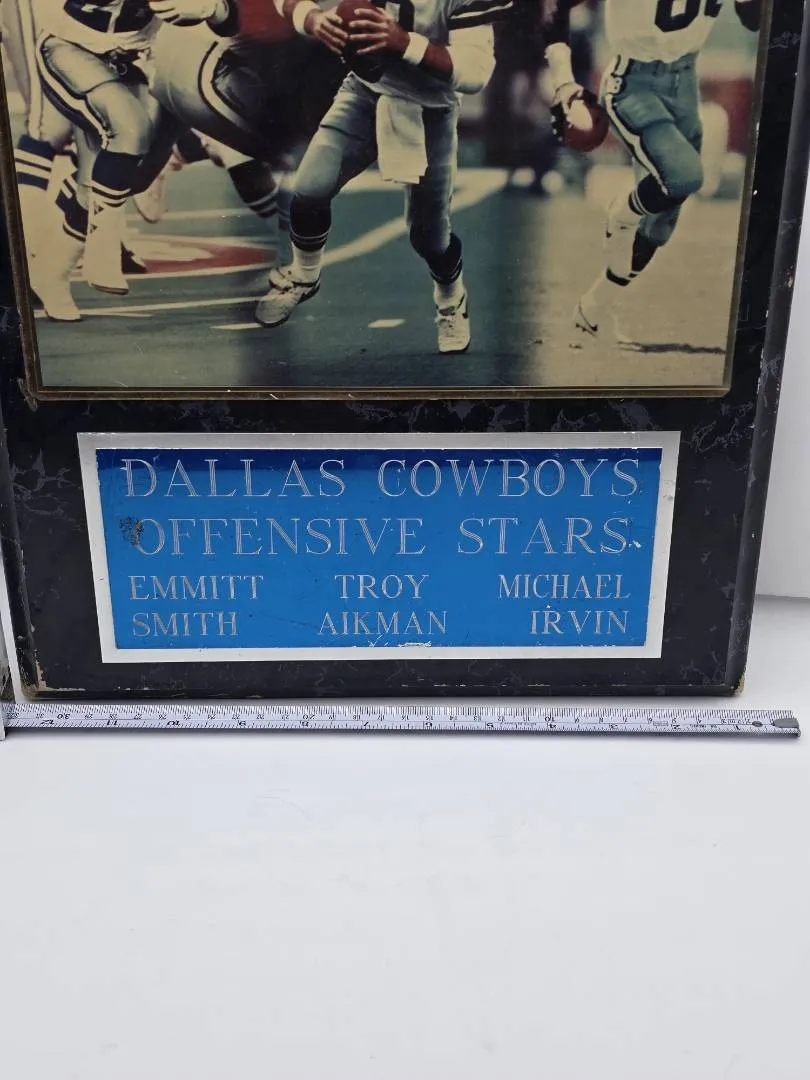 DALLAS COWBOYS
OFFENSIVE STARS
EMMITT TROY MICHAEL
SMITH AIKMAN IRVIN